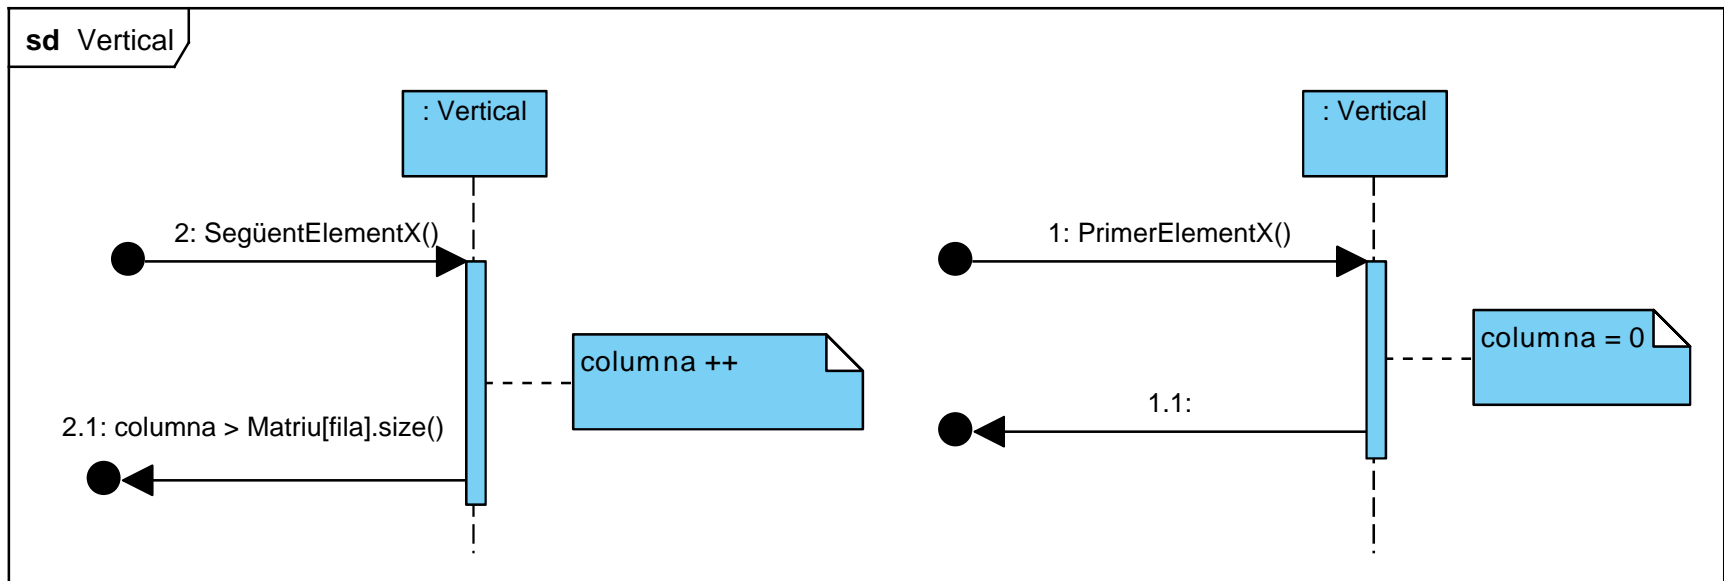 sd Vertical
: Vertical
: Vertical
2: SegüentElementX()
1: PrimerElementX()
columna ++
columna = 0
2.1: columna > Matriu[fila].size()
1.1: